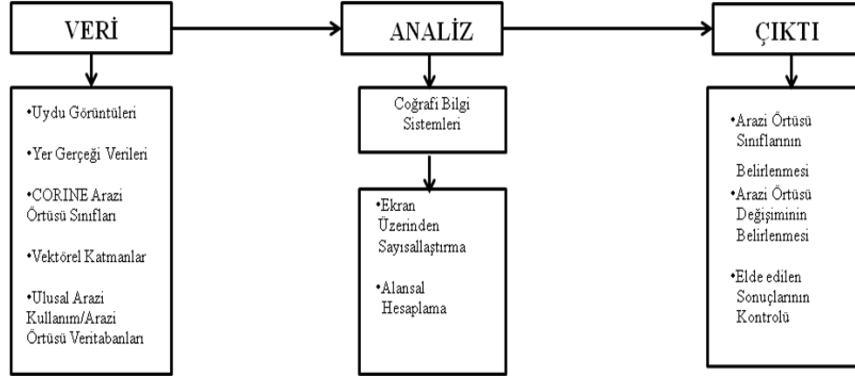 VERİ
ANALİZ
ÇIKTI
•Uydu Görüntüleri
•Yer Gerçeği Verileri
•CORINE Arazi
Örtüsü Sınıfları
•Vektörel Katmanlar
•Ulusal Arazi
Kullanım/Arazi
Örtüsü Veritabanları
Coğrafi Bilgi
Sistemleri
•Ekran
Üzerinden
Sayısallaştırma
•Alansal
Hesaplama
•Arazi Örtüsü
Sınıflarının
Belirlenmesi
•Arazi Örtüsü
Değişiminin
Belirlenmesi
•Elde edilen
Sonuçlarının
Kontrolü